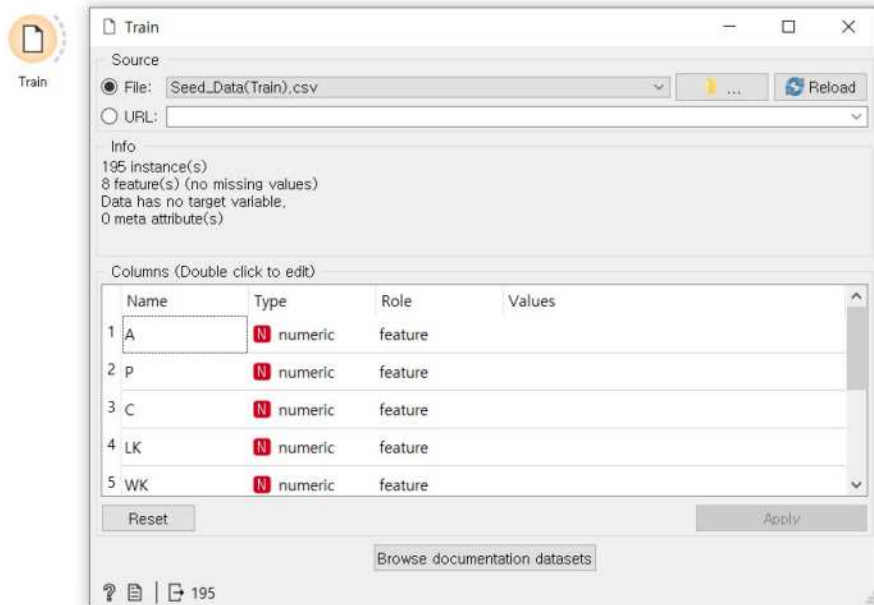 Train
Train
Source
File: Seed_Data(Train).csv ... Reload
URL:
Info
195 instance(s)
8 feature(s) (no missing values)
Data has no target variable.
0 meta attribute(s)
Columns (Double click to edit)
Name Type Role Values
1 A N numeric feature
2 P N numeric feature
3 C N numeric feature
4 LK N numeric feature
5 WK N numeric feature
Reset Apply
Browse documentation datasets
? 195